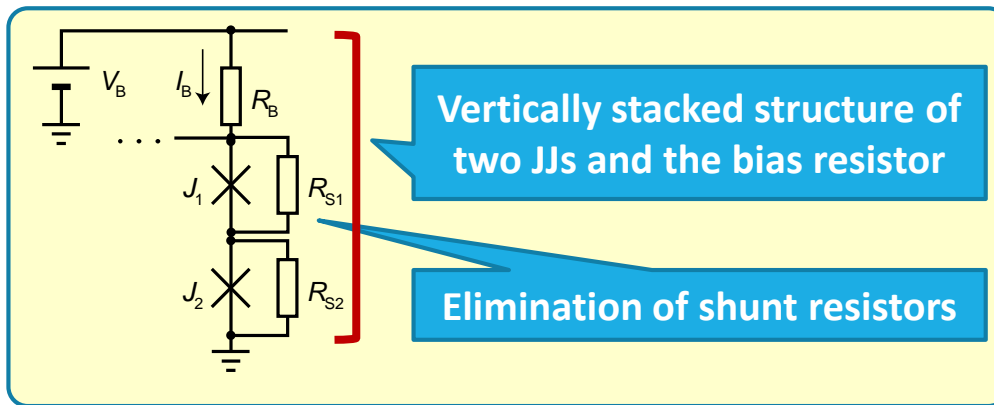 V_B
I_B
R_B
. . .
J_1
R_S1
J_2
R_S2
Vertically stacked structure of
two JJs and the bias resistor
Elimination of shunt resistors